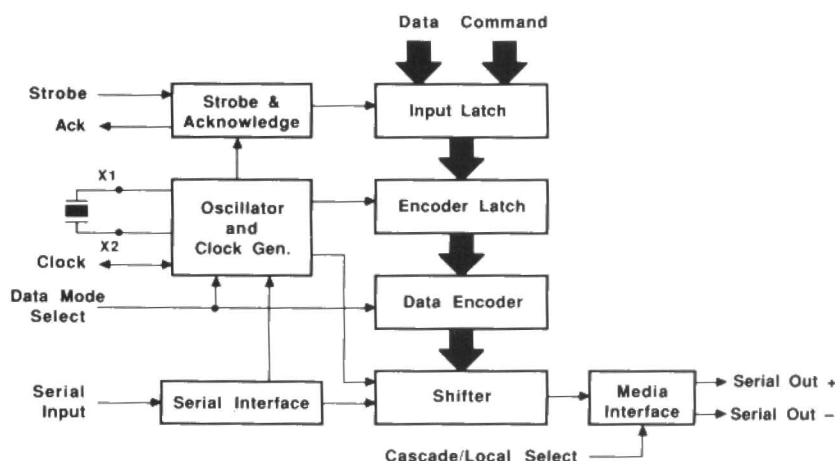 Data Command
Strobe
Ack
Strobe &
Acknowledge
Input Latch
X1
X2
Oscillator
and
Clock Gen.
Encoder Latch
Clock
Data Mode
Select
Data Encoder
Serial
Input
Serial Interface
Shifter
Media
Interface
Serial Out +
Serial Out –
Cascade/Local Select